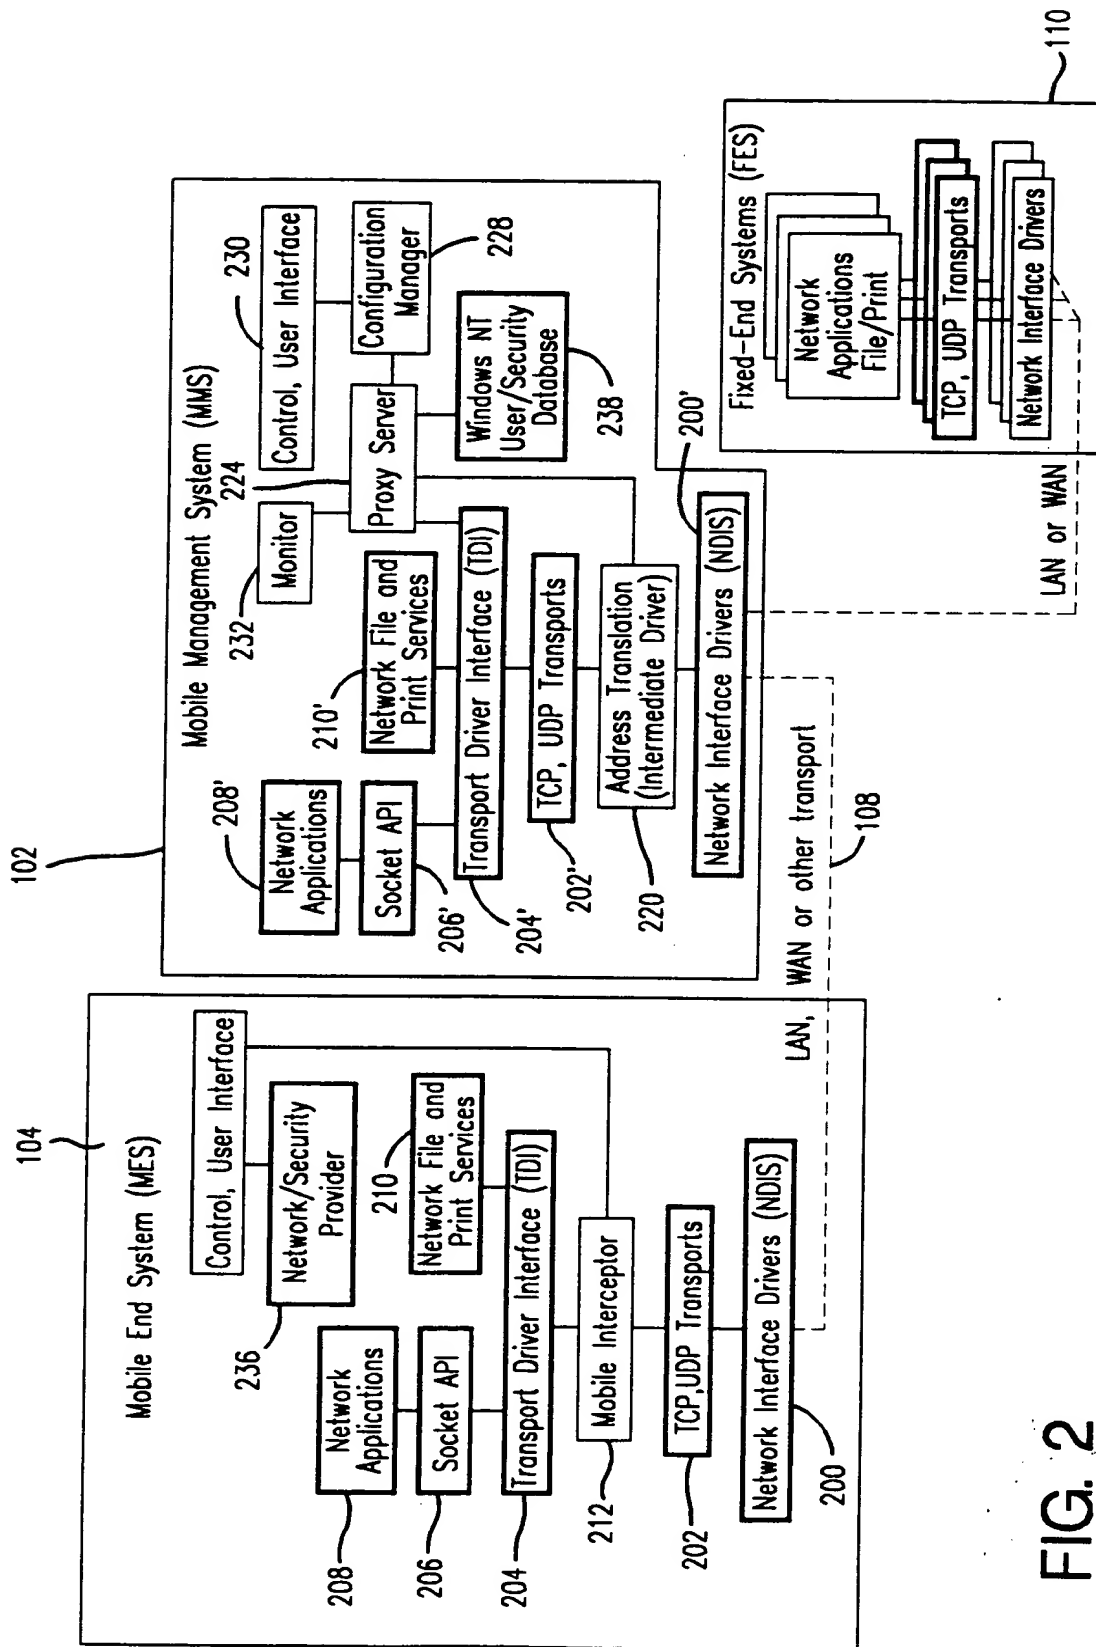 104
Mobile End System (MES)
Control, User Interface
Network/Security
Provider
236
Network
Applications
208
210
Network File and
Print Services
Socket API
206
Transport Driver Interface (TDI)
204
Mobile Interceptor
212
TCP,UDP Transports
202
Network Interface Drivers (NDIS)
200
LAN, WAN or other transport
108
102
Mobile Management System (MMS)
208'
Network
Applications
232
Monitor
224
230
Control, User Interface
Proxy Server
Configuration
Manager
228
210'
Network File and
Print Services
Socket API
206'
Windows NT
User/Security
Database
238
Transport Driver Interface (TDI)
204'
TCP, UDP Transports
202'
Address Translation
(Intermediate Driver)
220
200'
Network Interface Drivers (NDIS)
LAN or WAN
Fixed-End Systems (FES)
Network
Applications
File/Print
TCP, UDP Transports
Network Interface Drivers
110
FIG. 2